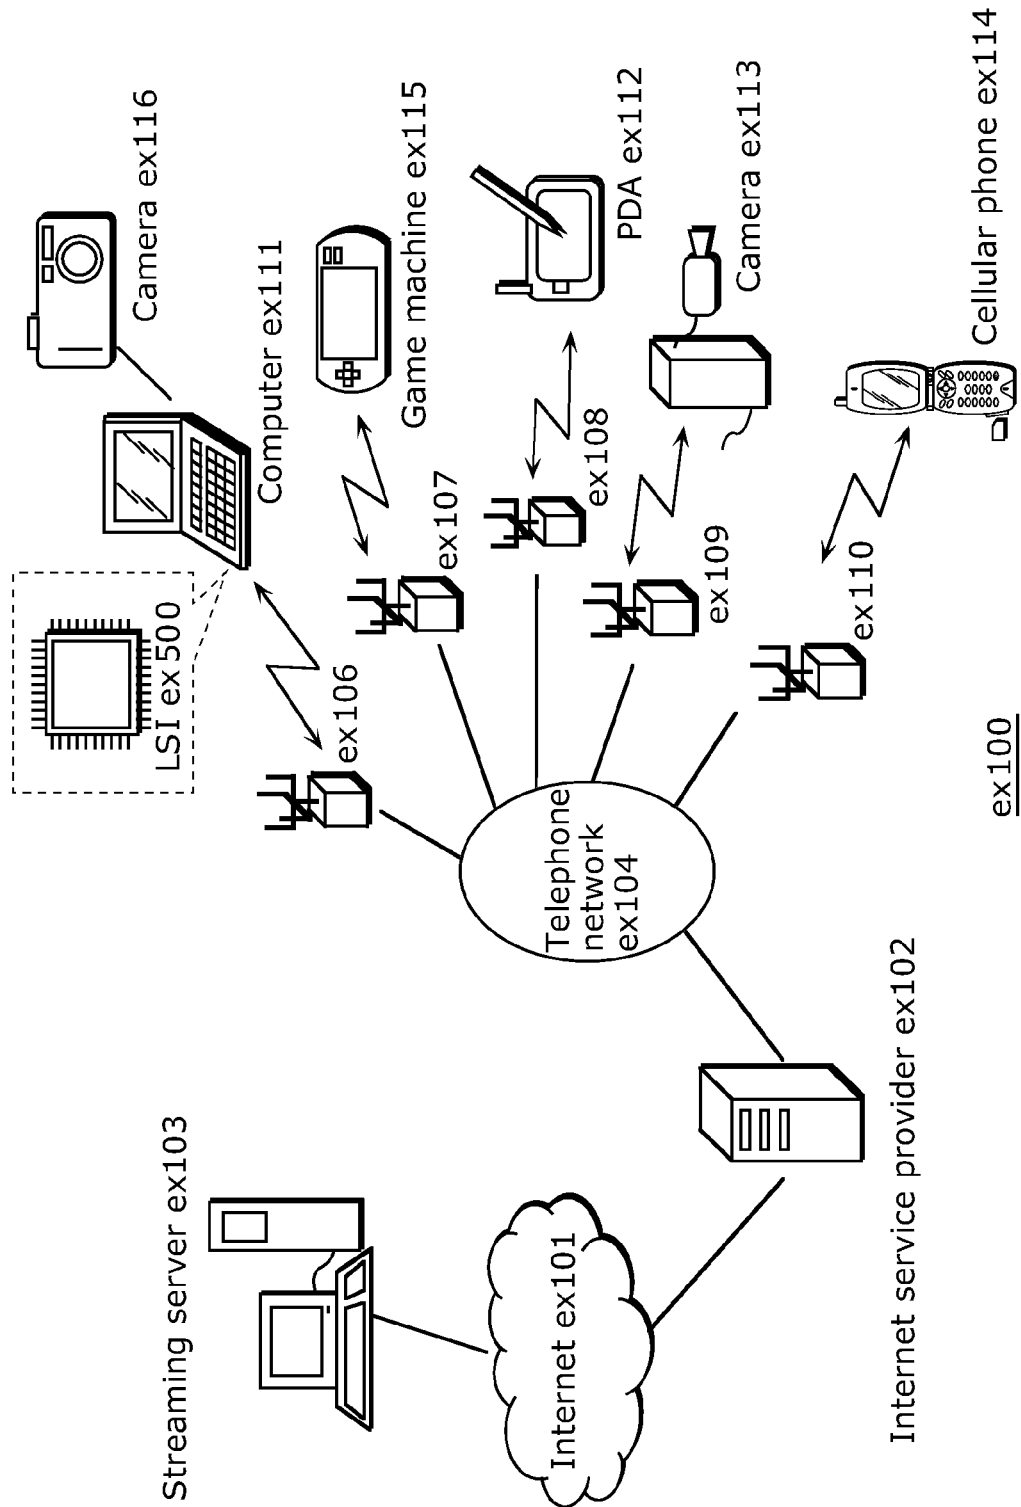 Streaming server ex103
Internet ex101
Internet service provider ex102
Telephone
network
ex104
LSI ex500
ex106
ex107
ex108
ex109
ex110
Camera ex116
Computer ex111
Game machine ex115
PDA ex112
Camera ex113
Cellular phone ex114
ex100